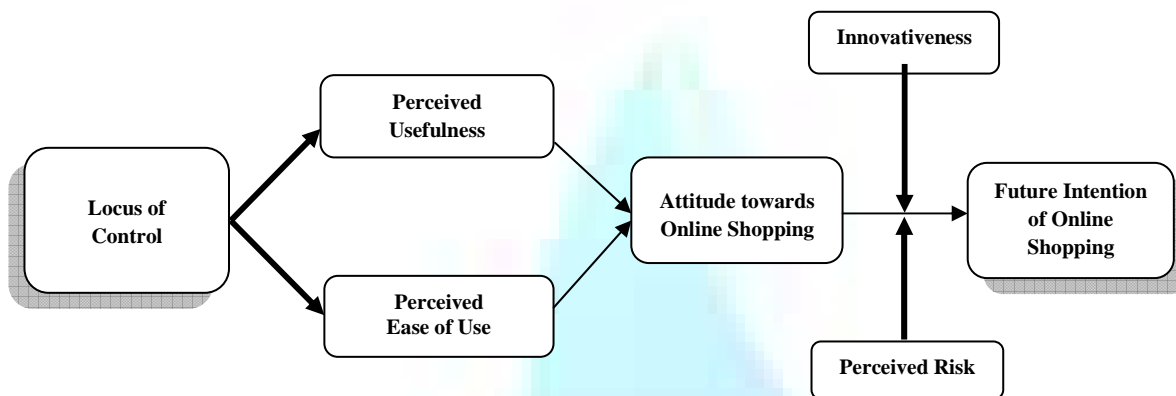 Innovativeness
Perceived
Usefulness
Locus of
Control
Attitude towards
Online Shopping
Future Intention
of Online
Shopping
Perceived
Ease of Use
Perceived Risk